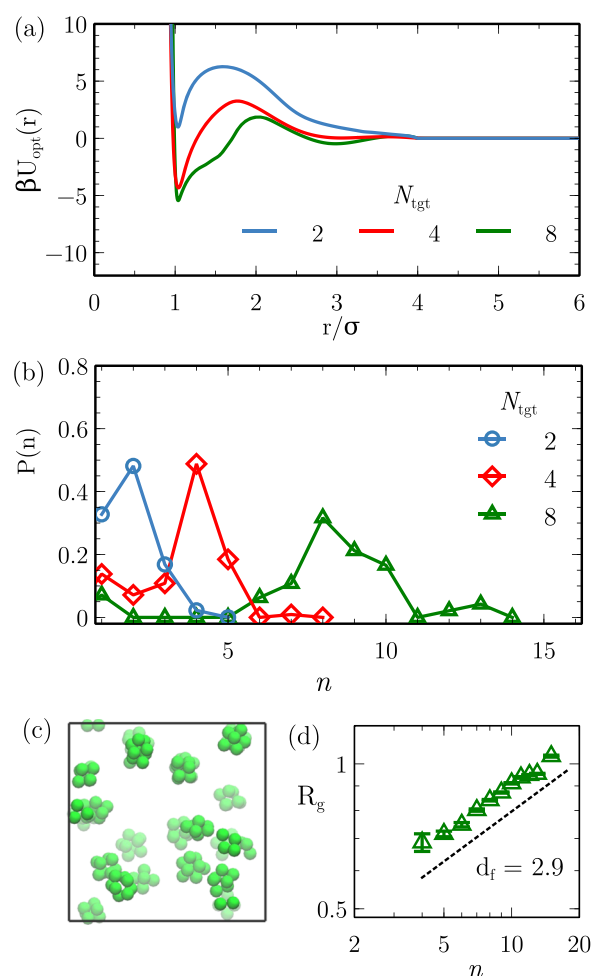 (a)
10
5
0
−5
−10
βU_opt(r)
N_tgt
2 4 8
0 1 2 3 4 5 6
r/σ
(b)
0.8
0.6
0.4
0.2
0
P(n)
N_tgt
2
4
8
5 10 15
n
(c)
(d)
1
R_g
0.5
d_f = 2.9
2 5 10 20
n